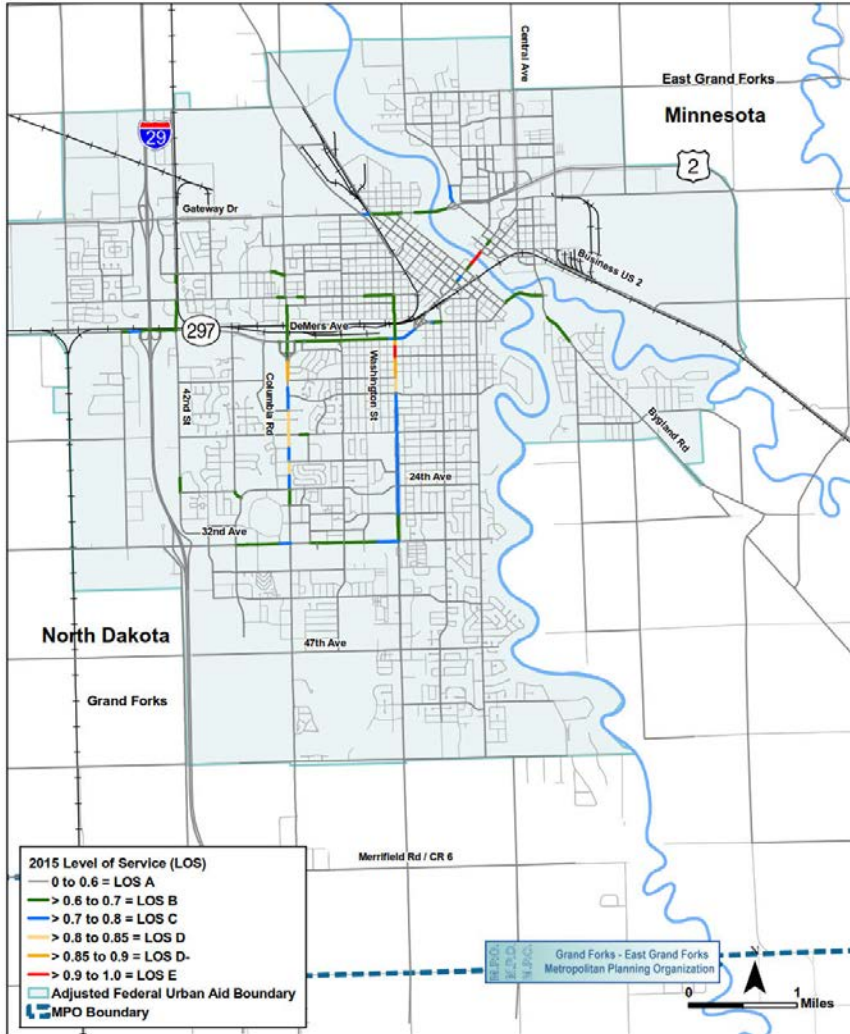 Central Ave
East Grand Forks
Minnesota
29
2
Gateway Dr
Business US 2
297
DeMers Ave
Washington St
Columbia Rd
42nd St
Bygland Rd
24th Ave
32nd Ave
North Dakota
47th Ave
Grand Forks
Merrifield Rd / CR 6
2015 Level of Service (LOS)
0 to 0.6 = LOS A
> 0.6 to 0.7 = LOS B
> 0.7 to 0.8 = LOS C
> 0.8 to 0.85 = LOS D
> 0.85 to 0.9 = LOS D-
> 0.9 to 1.0 = LOS E
Adjusted Federal Urban Aid Boundary
MPO Boundary
Grand Forks - East Grand Forks
Metropolitan Planning Organization
N
0 1
Miles